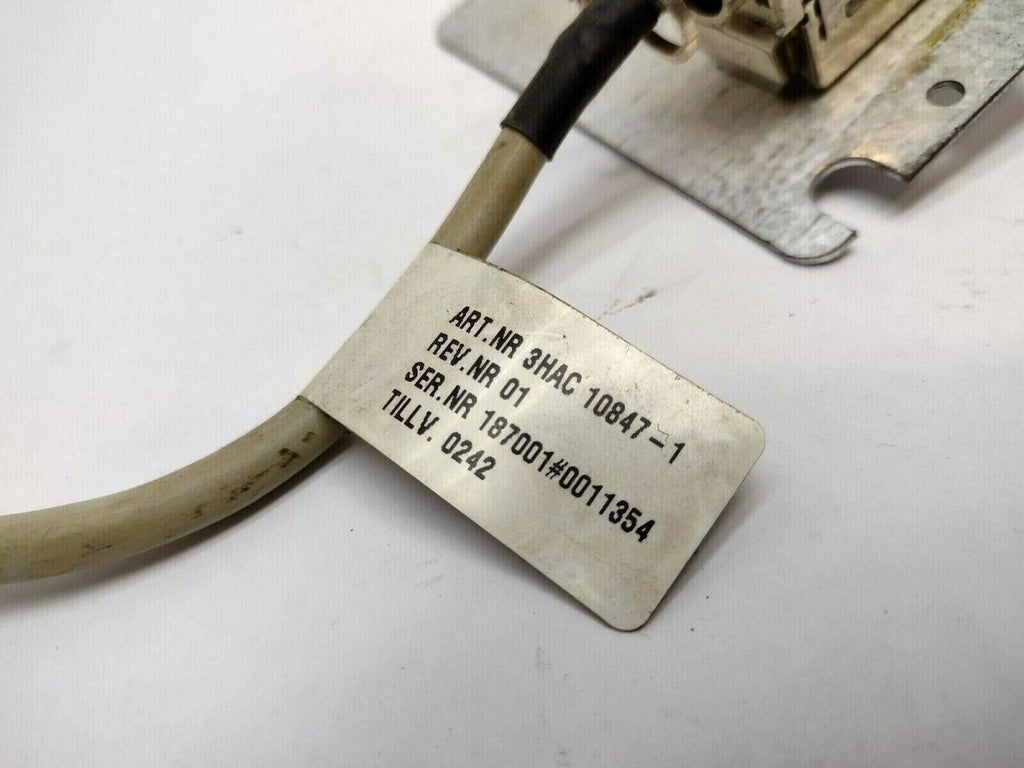 ART.NR 3HAC 10847-1
REV.NR 01
SER.NR 187001#0011354
TILLV. 0242